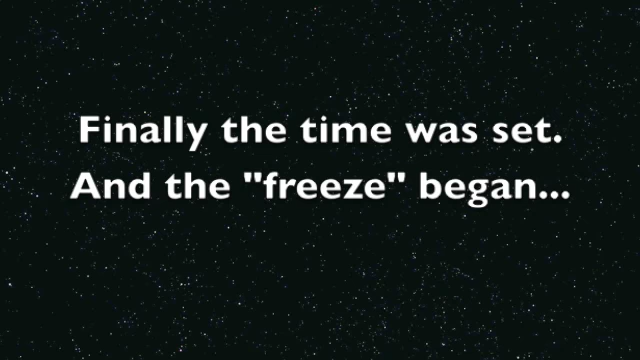 Finally the time was set.
And the "freeze" began...